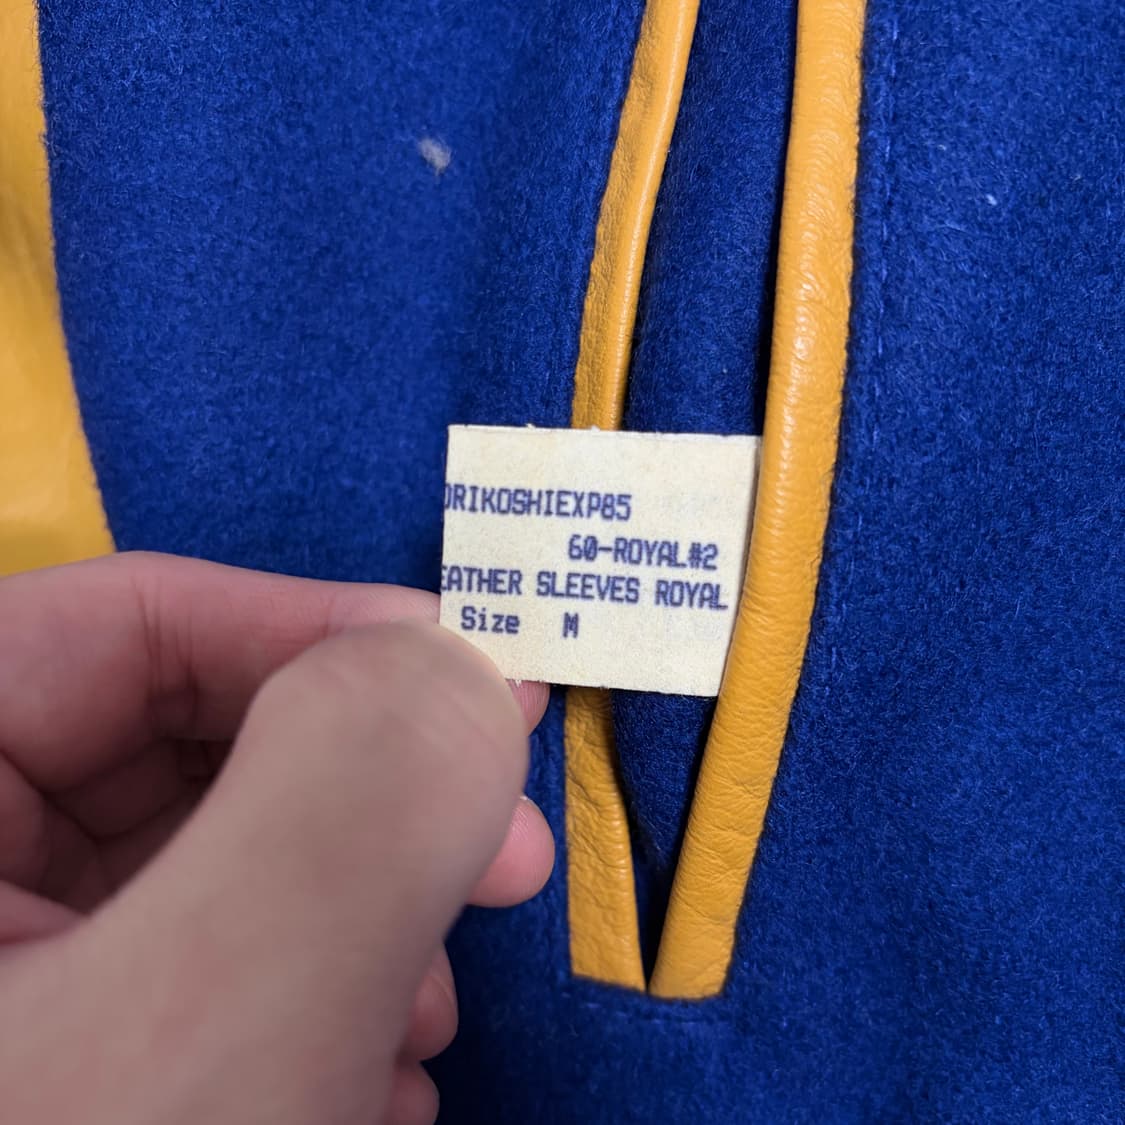 ORIKOSHIEXP85
60-ROYAL#2
EATHER SLEEVES ROYAL
Size M